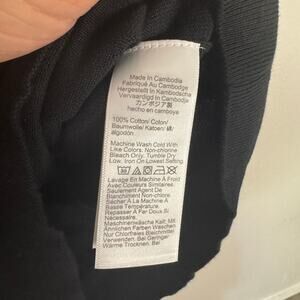 Made In Cambodia
Fabriqué Au Cambodge
Hergestellt In Kambodscha
Vervaardigd In Cambodja
カンボジア製
hecho en camboya
100% Cotton/ Coton/
Baumwolle/ Katoen/ 綿/
algodón
Machine Wash Cold With
Like Colors. Non-chlorine
Bleach Only. Tumble Dry
Low. Iron On Lowest Setting.
Lavage En Machine À Froid
Avec Couleurs Similaires.
Seulement Agent De
Blanchiment Non Chloré.
Sécher À La Machine À
Basse Température.
Repasser À Fer Doux Si
Nécessaire.
Maschinenwäsche Kalt Mit
Ähnlichen Farben Waschen
Nur Chlorfreies Bleichmittel
Verwenden. Bei Geringer
Wärme Trocknen. Bei